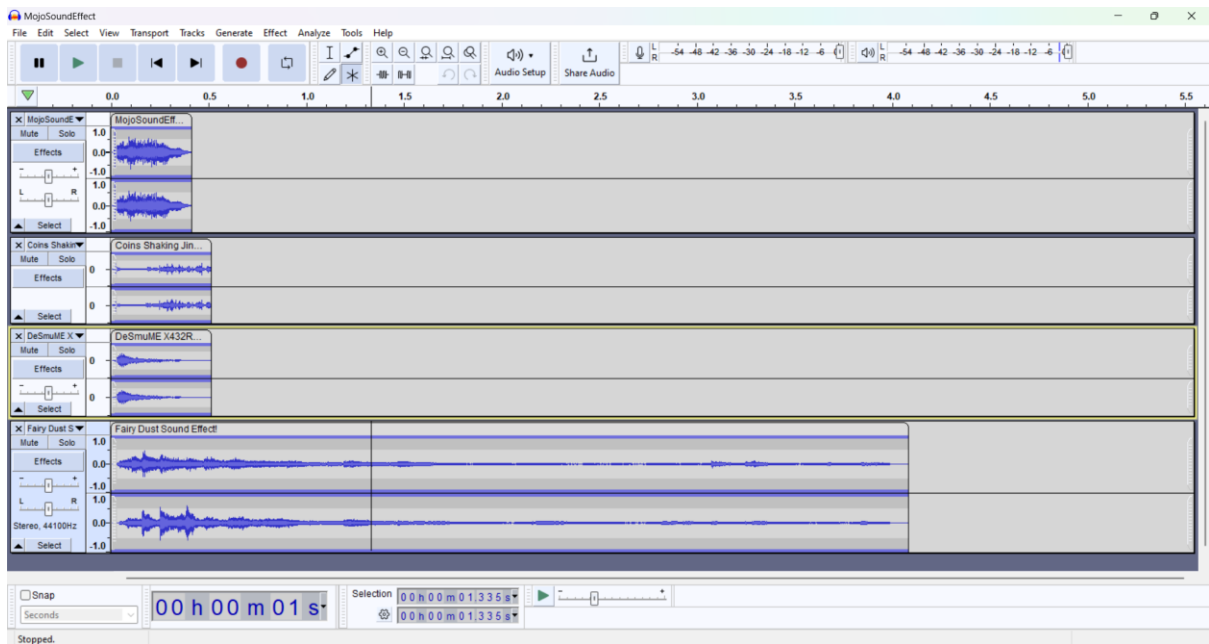 MojoSoundEffect
File Edit Select View Transport Tracks Generate Effect Analyze Tools Help
Audio Setup
Share Audio
L
R
-54 -48 -42 -36 -30 -24 -18 -12 -6 0
L
R
-54 -48 -42 -36 -30 -24 -18 -12 -6 0
0.0 0.5 1.0 1.5 2.0 2.5 3.0 3.5 4.0 4.5 5.0 5.5
MojoSoundE
MojoSoundEff...
Mute Solo
Effects
- +
L R
Select
1.0
0.0
-1.0
1.0
0.0
-1.0
Coins Shakin
Coins Shaking Jin...
Mute Solo
Effects
Select
0
0
DeSmuME X
DeSmuME X432R...
Mute Solo
Effects
- +
Select
0
0
Fairy Dust S
Fairy Dust Sound Effect!
Mute Solo
Effects
- +
L R
Stereo, 44100Hz
Select
1.0
0.0
-1.0
1.0
0.0
-1.0
Snap
Seconds
00 h 00 m 01 s
Selection
00 h 00 m 01.335 s
00 h 00 m 01.335 s
- +
Stopped.